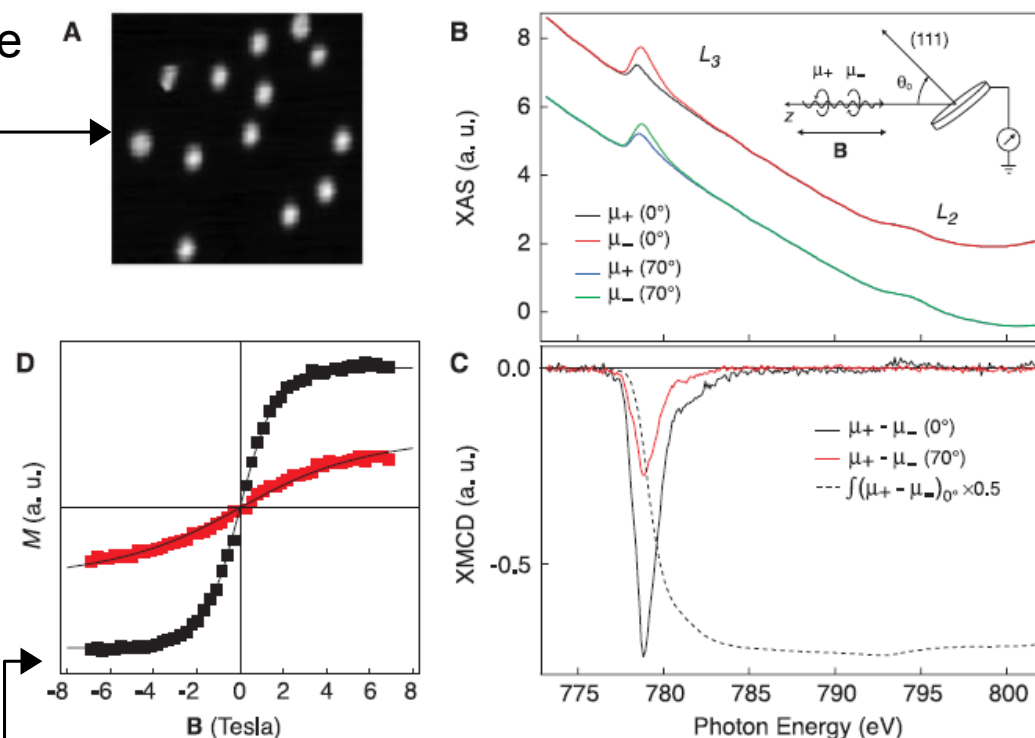 e
A
B
8
6
4
2
0
XAS (a. u.)
L₃
L₂
(111)
θ₀
μ₊ μ₋
z
B
μ₊ (0°)
μ₋ (0°)
μ₊ (70°)
μ₋ (70°)
D
M (a. u.)
-8 -6 -4 -2 0 2 4 6 8
B (Tesla)
C
0.0
-0.5
XMCD (a. u.)
μ₊ - μ₋ (0°)
μ₊ - μ₋ (70°)
∫(μ₊ - μ₋)₀° ×0.5
775 780 785 790 795 800
Photon Energy (eV)